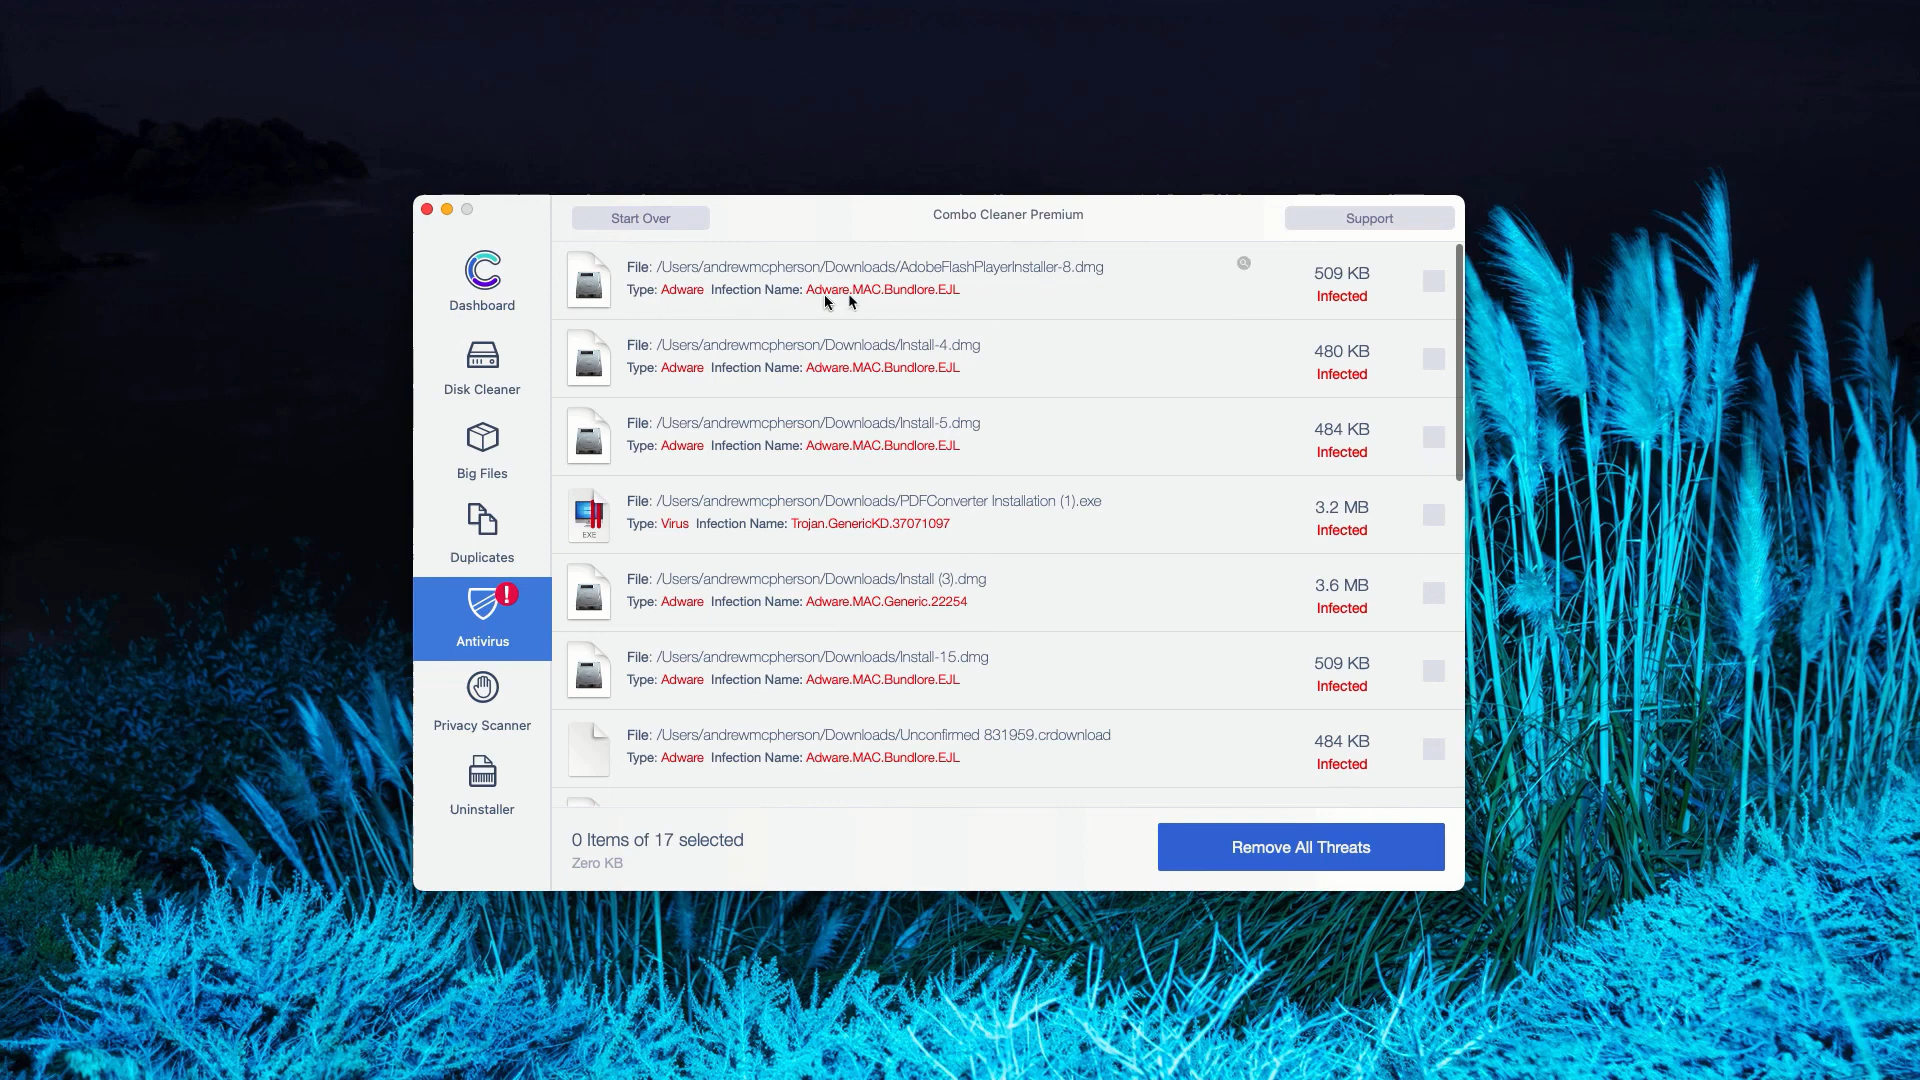 Start Over
Combo Cleaner Premium
Support
Dashboard
Disk Cleaner
Big Files
Duplicates
!
Antivirus
Privacy Scanner
Uninstaller
File: /Users/andrewmcpherson/Downloads/AdobeFlashPlayerInstaller-8.dmg
Type: Adware Infection Name: Adware.MAC.Bundlore.EJL
509 KB
Infected
File: /Users/andrewmcpherson/Downloads/Install-4.dmg
Type: Adware Infection Name: Adware.MAC.Bundlore.EJL
480 KB
Infected
File: /Users/andrewmcpherson/Downloads/Install-5.dmg
Type: Adware Infection Name: Adware.MAC.Bundlore.EJL
484 KB
Infected
EXE
File: /Users/andrewmcpherson/Downloads/PDFConverter Installation (1).exe
Type: Virus Infection Name: Trojan.GenericKD.37071097
3.2 MB
Infected
File: /Users/andrewmcpherson/Downloads/Install (3).dmg
Type: Adware Infection Name: Adware.MAC.Generic.22254
3.6 MB
Infected
File: /Users/andrewmcpherson/Downloads/Install-15.dmg
Type: Adware Infection Name: Adware.MAC.Bundlore.EJL
509 KB
Infected
File: /Users/andrewmcpherson/Downloads/Unconfirmed 831959.crdownload
Type: Adware Infection Name: Adware.MAC.Bundlore.EJL
484 KB
Infected
0 Items of 17 selected
Zero KB
Remove All Threats